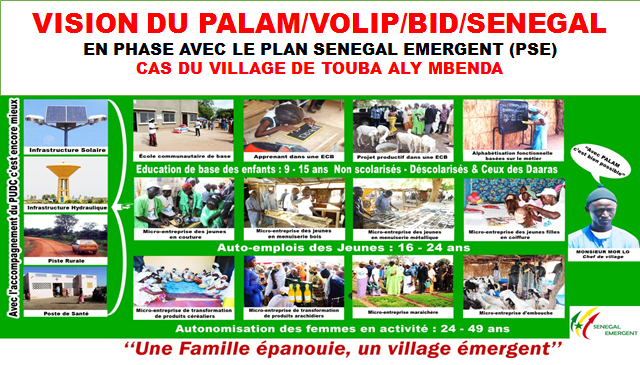 VISION DU PALAM/VOLIP/BID/SENEGAL
EN PHASE AVEC LE PLAN SENEGAL EMERGENT (PSE)
CAS DU VILLAGE DE TOUBA ALY MBENDA
Avec l'accompagnement du PUDC c'est encore mieux
Infrastructure Solaire
Infrastructure Hydraulique
Piste Rurale
Poste de Santé
Ecole communautaire de base
Apprenant dans une ECB
Projet productif dans une ECB
Alphabétisation fonctionnelle
basées sur le métier
Education de base des enfants : 9 - 15 ans Non scolarisés - Déscolarisés & Ceux des Daaras
Micro-entreprise des jeunes
en couture
Micro-entreprise des jeunes
en menuiserie bois
Micro-entreprise des jeunes
en menuiserie métallique
Micro-entreprise des jeunes filles
en coiffure
Auto-emplois des Jeunes : 16 - 24 ans
Micro-entreprise de transformation
de produits céréaliers
Micro-entreprise de transformation
de produits arachidiers
Micro-entreprise maraîchère
Micro-entreprise d'embouche
Autonomisation des femmes en activité : 24 - 49 ans
"Avec PALAM
c'est bien possible"
MONSIEUR MOR LO
Chef de village
SENEGAL
EMERGENT
‘‘Une Famille épanouie, un village émergent’’